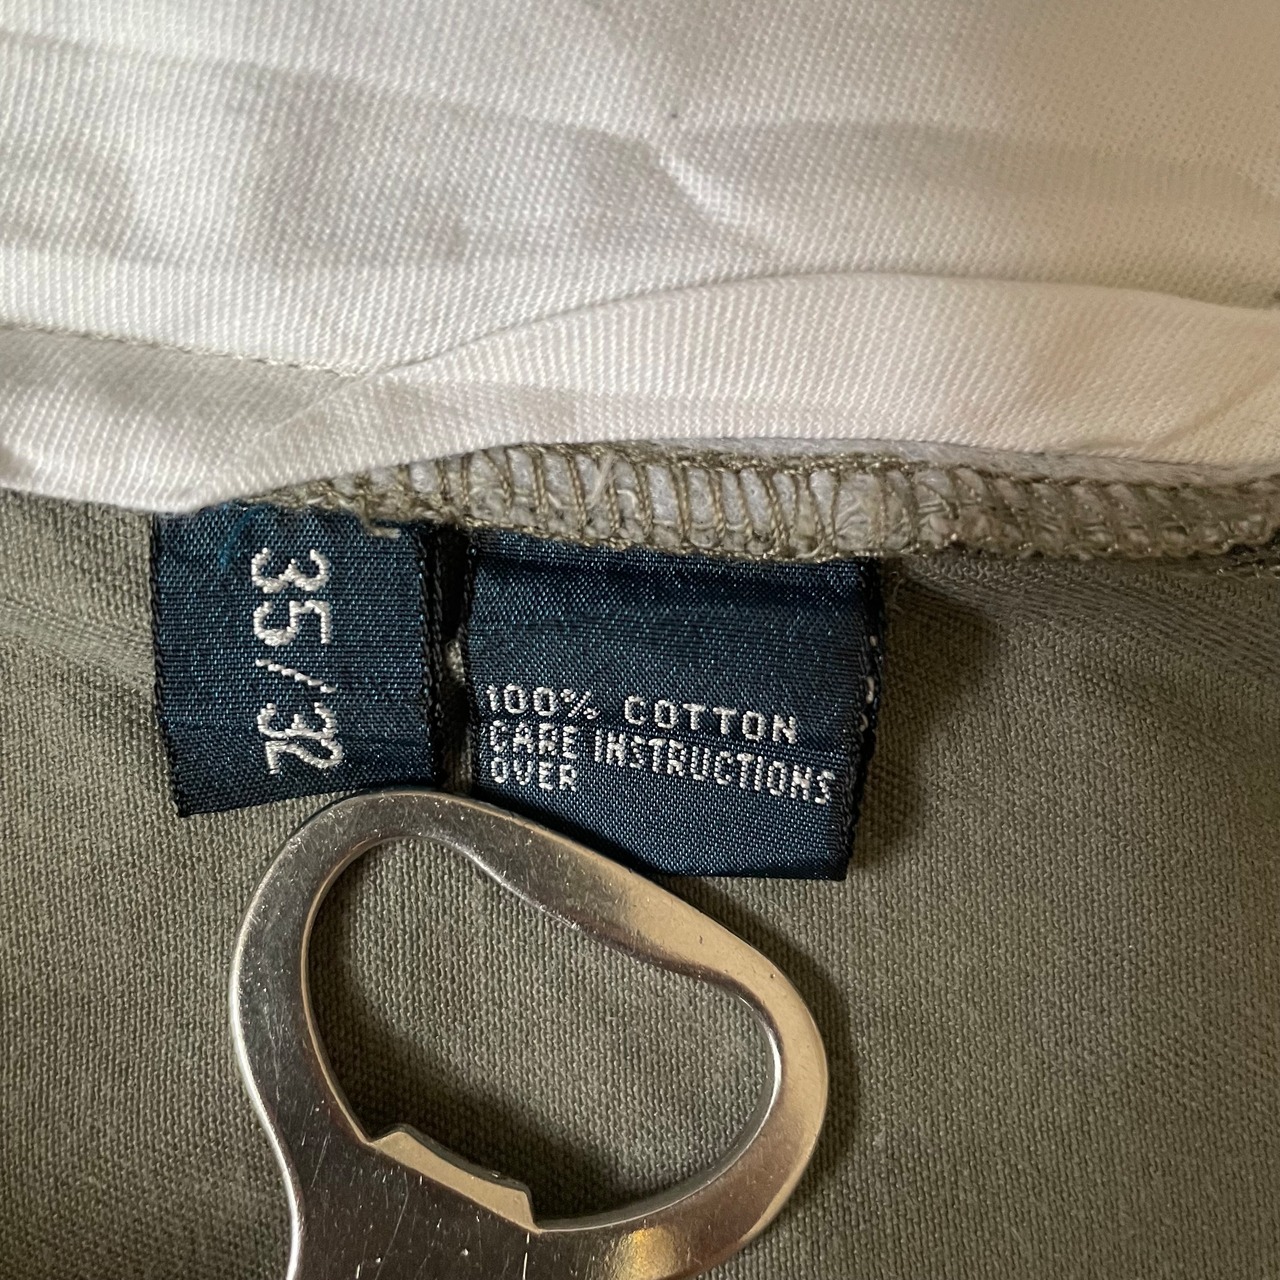 35/32
100% COTTON
CARE INSTRUCTIONS
OVER